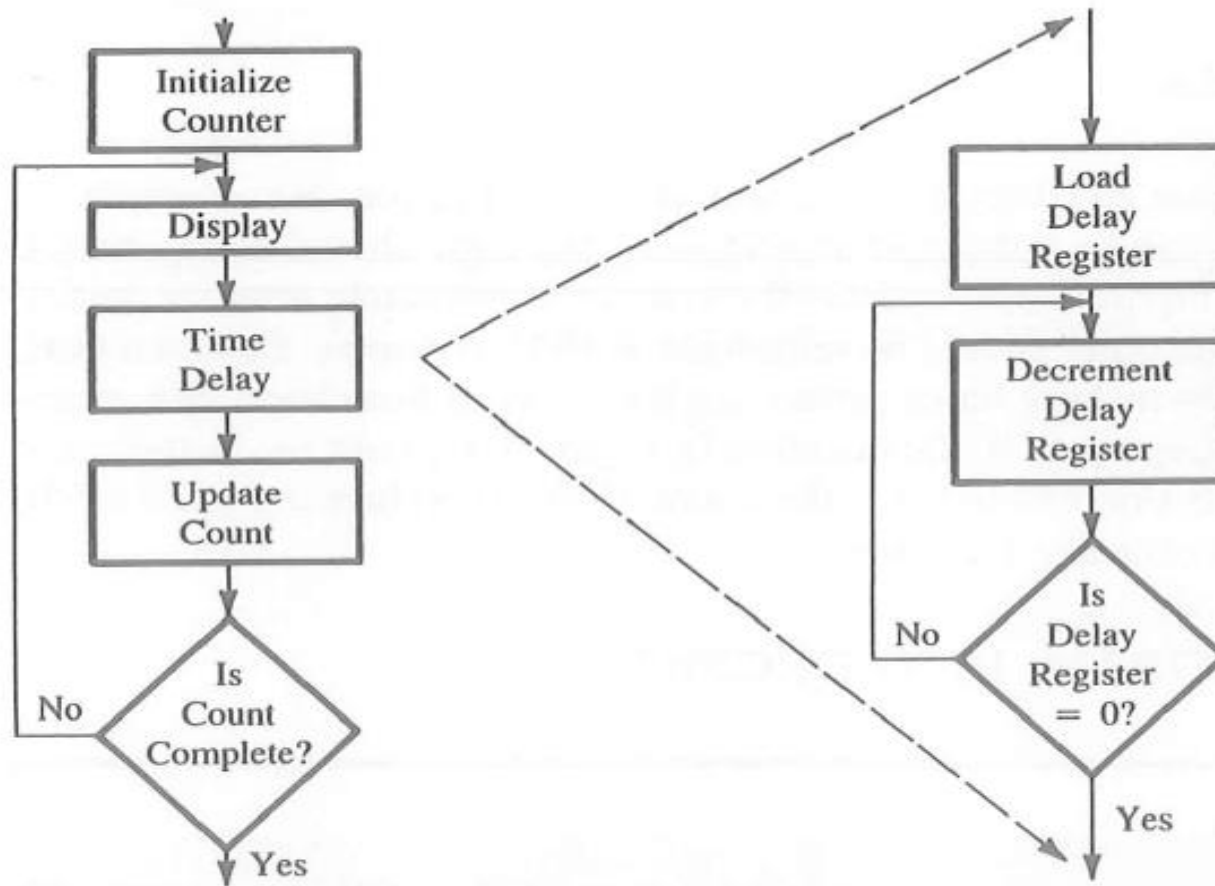 Initialize
Counter
Display
Time
Delay
Update
Count
Is
Count
Complete?
No
Yes
Load
Delay
Register
Decrement
Delay
Register
Is
Delay
Register
= 0?
No
Yes